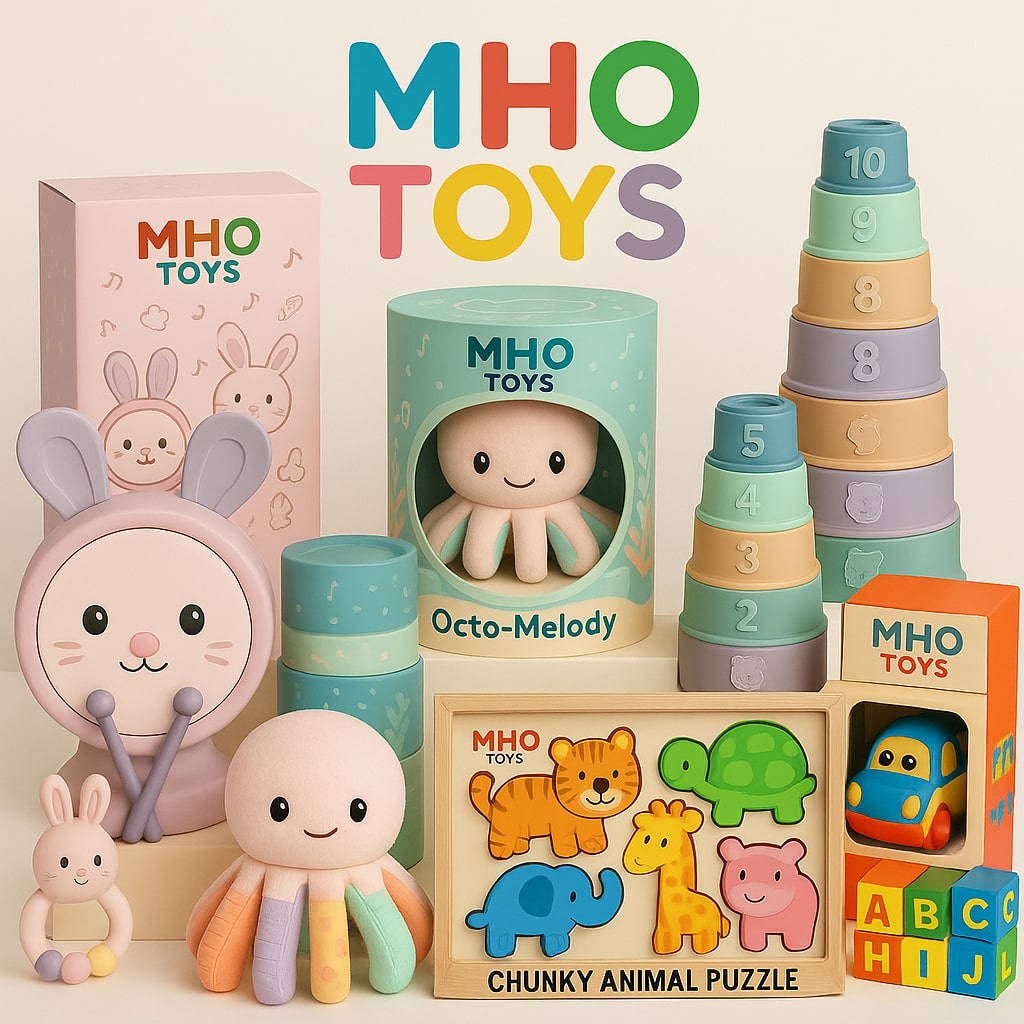 MHO
TOYS
MHO
TOYS
MHO
TOYS
Octo-Melody
10
9
8
8
5
4
3
2
MHO
TOYS
MHO
TOYS
CHUNKY ANIMAL PUZZLE
A B C C
H I J L